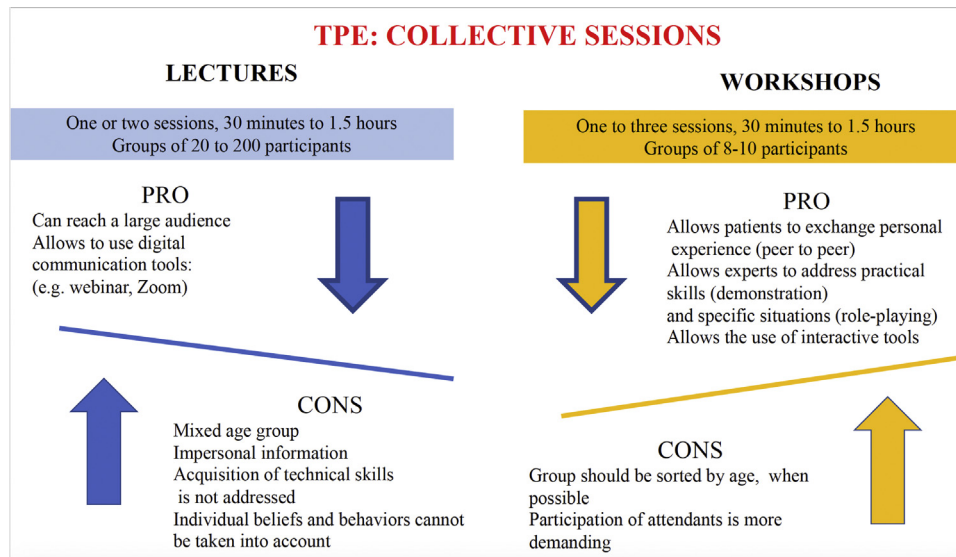 TPE: COLLECTIVE SESSIONS
LECTURES
One or two sessions, 30 minutes to 1.5 hours
Groups of 20 to 200 participants
PRO
Can reach a large audience
Allows to use digital
communication tools:
(e.g. webinar, Zoom)
CONS
Mixed age group
Impersonal information
Acquisition of technical skills
is not addressed
Individual beliefs and behaviors cannot
be taken into account
WORKSHOPS
One to three sessions, 30 minutes to 1.5 hours
Groups of 8-10 participants
PRO
Allows patients to exchange personal
experience (peer to peer)
Allows experts to address practical
skills (demonstration)
and specific situations (role-playing)
Allows the use of interactive tools
CONS
Group should be sorted by age, when
possible
Participation of attendants is more
demanding